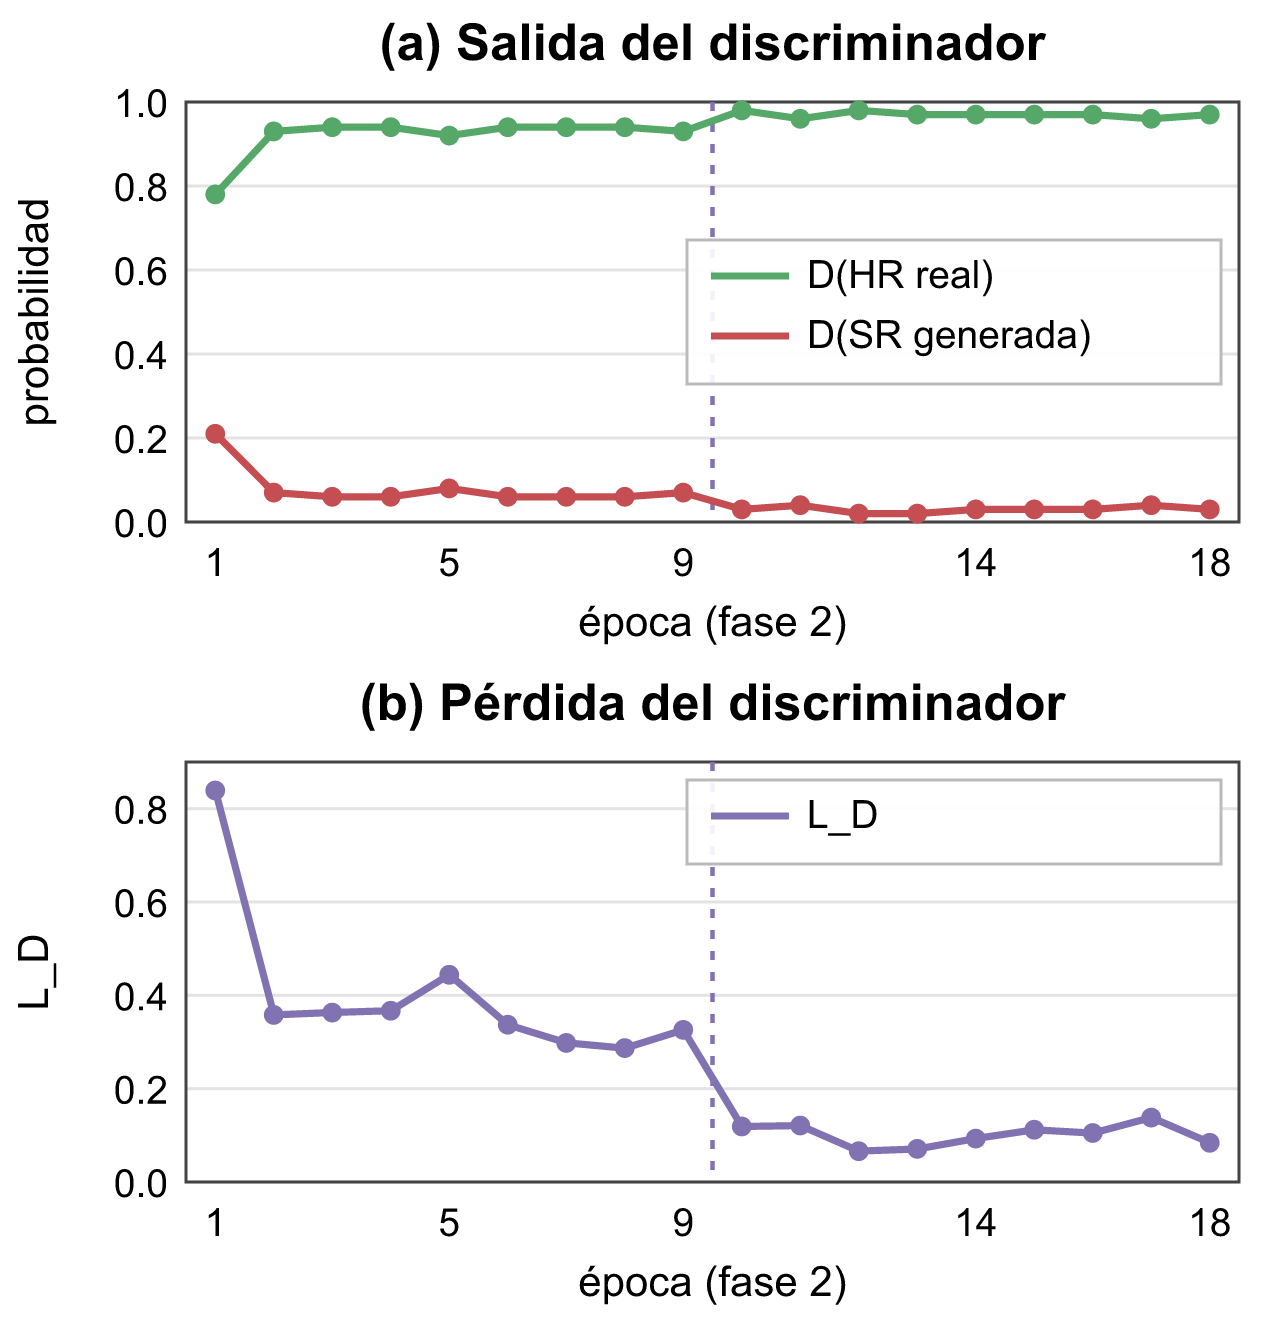 (a) Salida del discriminador
1.0
0.8
0.6
0.4
0.2
0.0
probabilidad
D(HR real)
D(SR generada)
1 5 9 14 18
época (fase 2)
(b) Pérdida del discriminador
0.8
0.6
0.4
0.2
0.0
L_D
L_D
1 5 9 14 18
época (fase 2)